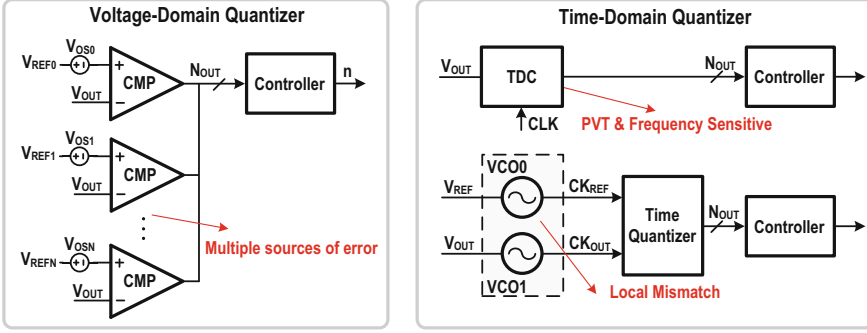 Voltage-Domain Quantizer
VREF0
VOS0
+
CMP
VOUT
−
NOUT
Controller
n
VREF1
VOS1
+
CMP
VOUT
−
Multiple sources of error
VREFN
VOSN
+
CMP
VOUT
−
Time-Domain Quantizer
VOUT
TDC
NOUT
Controller
CLK
PVT & Frequency Sensitive
VCO0
VREF
CKREF
Time
Quantizer
NOUT
Controller
VOUT
CKOUT
VCO1
Local Mismatch